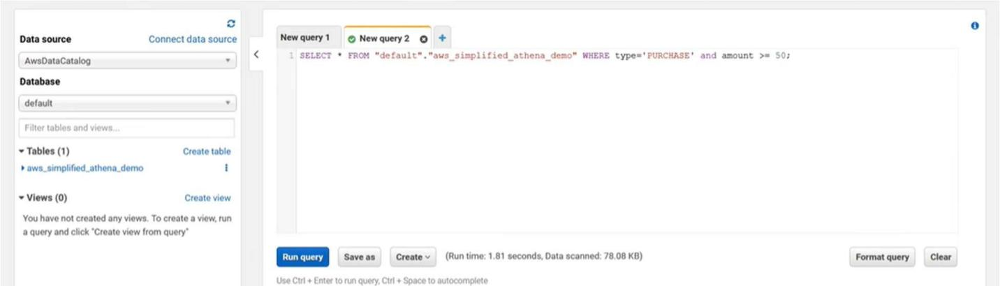 Data source
Connect data source
AwsDataCatalog
Database
default
Filter tables and views...
Tables (1)
Create table
aws_simplified_athena_demo
Views (0)
Create view
You have not created any views. To create a view, run
a query and click "Create view from query"
New query 1
New query 2
1 SELECT * FROM "default"."aws_simplified_athena_demo" WHERE type='PURCHASE' and amount >= 50;
Run query
Save as
Create
(Run time: 1.81 seconds, Data scanned: 78.08 KB)
Format query
Clear
Use Ctrl + Enter to run query, Ctrl + Space to autocomplete